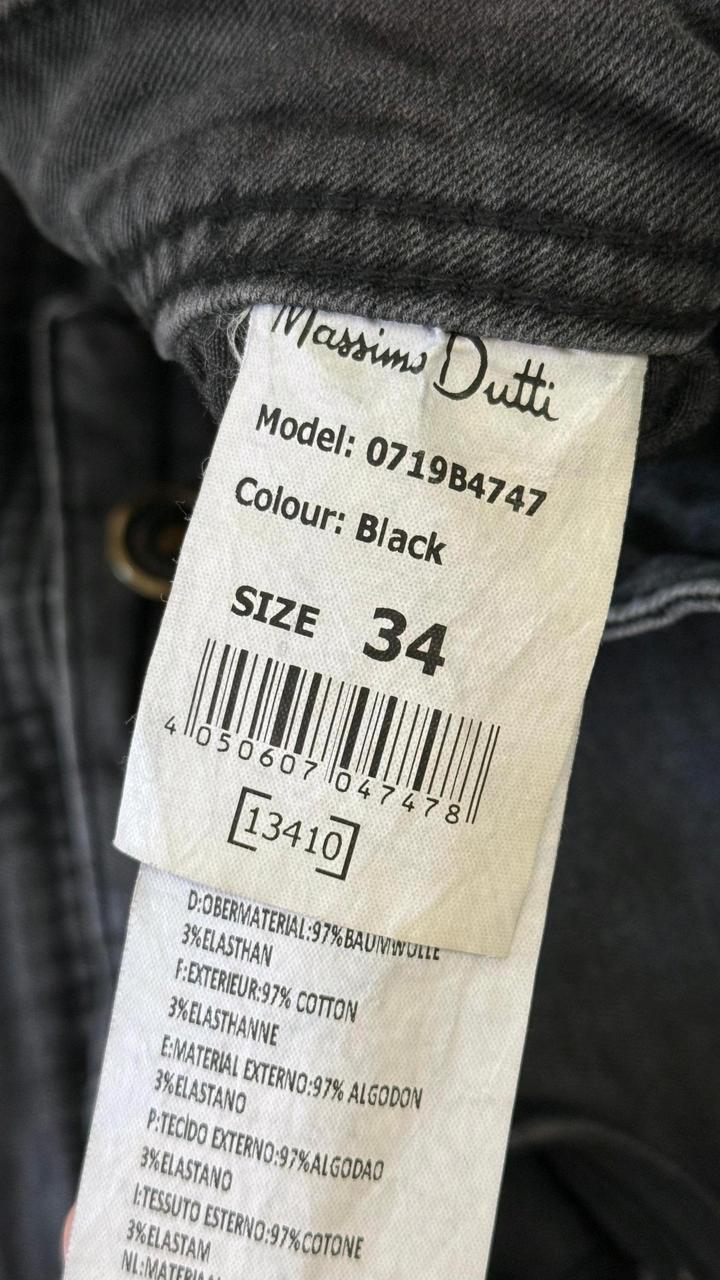 Massimo Dutti
Model: 0719B4747
Colour: Black
SIZE 34
4 050607 047478
[13410]
D:OBERMATERIAL:97%BAUMWOLLE
3%ELASTHAN
F:EXTERIEUR:97% COTTON
3%ELASTHANNE
E:MATERIAL EXTERNO:97% ALGODON
3%ELASTANO
P:TECIDO EXTERNO:97%ALGODAO
3%ELASTANO
I:TESSUTO ESTERNO:97%COTONE
3%ELASTAM